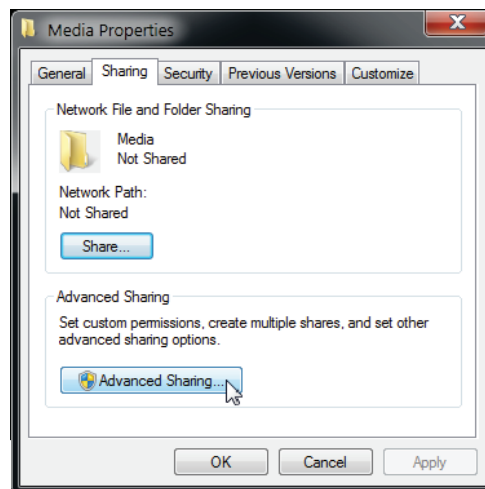 Media Properties
General Sharing Security Previous Versions Customize
Network File and Folder Sharing
Media
Not Shared
Network Path:
Not Shared
Share...
Advanced Sharing
Set custom permissions, create multiple shares, and set other
advanced sharing options.
Advanced Sharing...
OK Cancel Apply